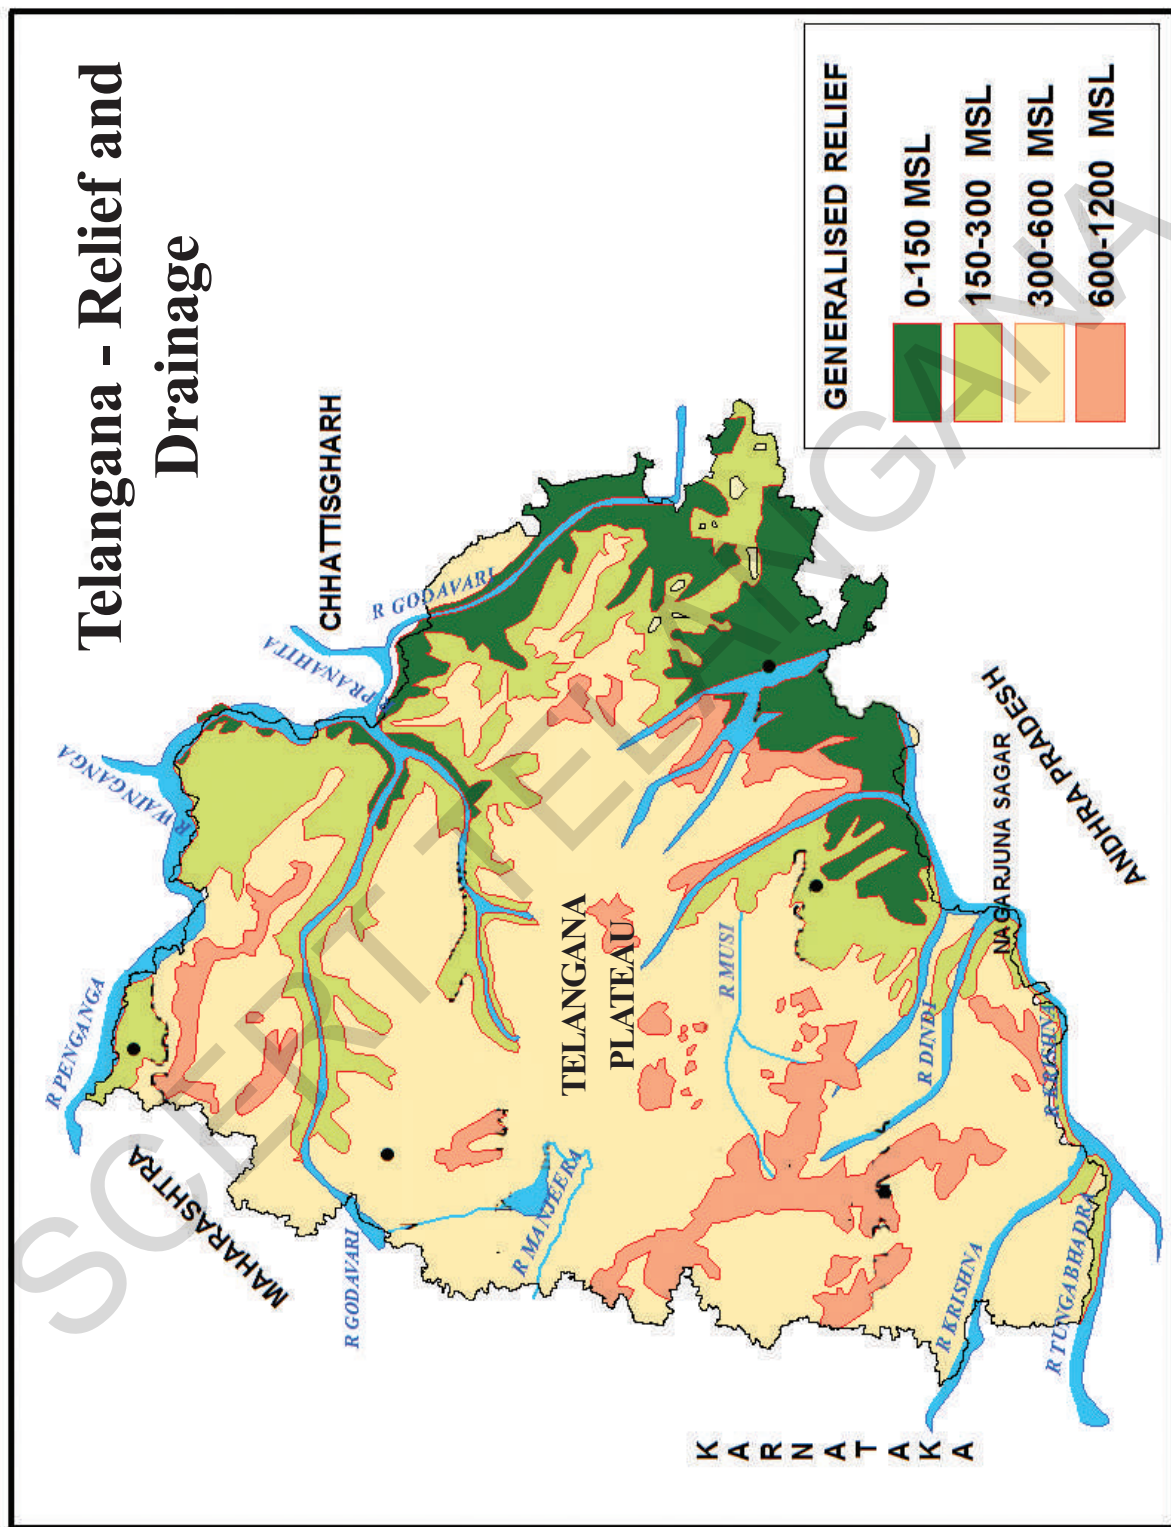 Telangana - Relief and
Drainage
GENERALISED RELIEF
0-150 MSL
150-300 MSL
300-600 MSL
600-1200 MSL
CHHATTISGHARH
MAHARASHTRA
KARNATAKA
ANDHRA PRADESH
NAGARJUNA SAGAR
TELANGANA
PLATEAU
R PENGANGA
R WAINGANGA
PRANAHITA
R GODAVARI
R GODAVARI
R MANJEERA
R MUSI
R DINDI
R KRISHNA
R KRISHNA
R TUNGABHADRA
SCERT TELANGANA